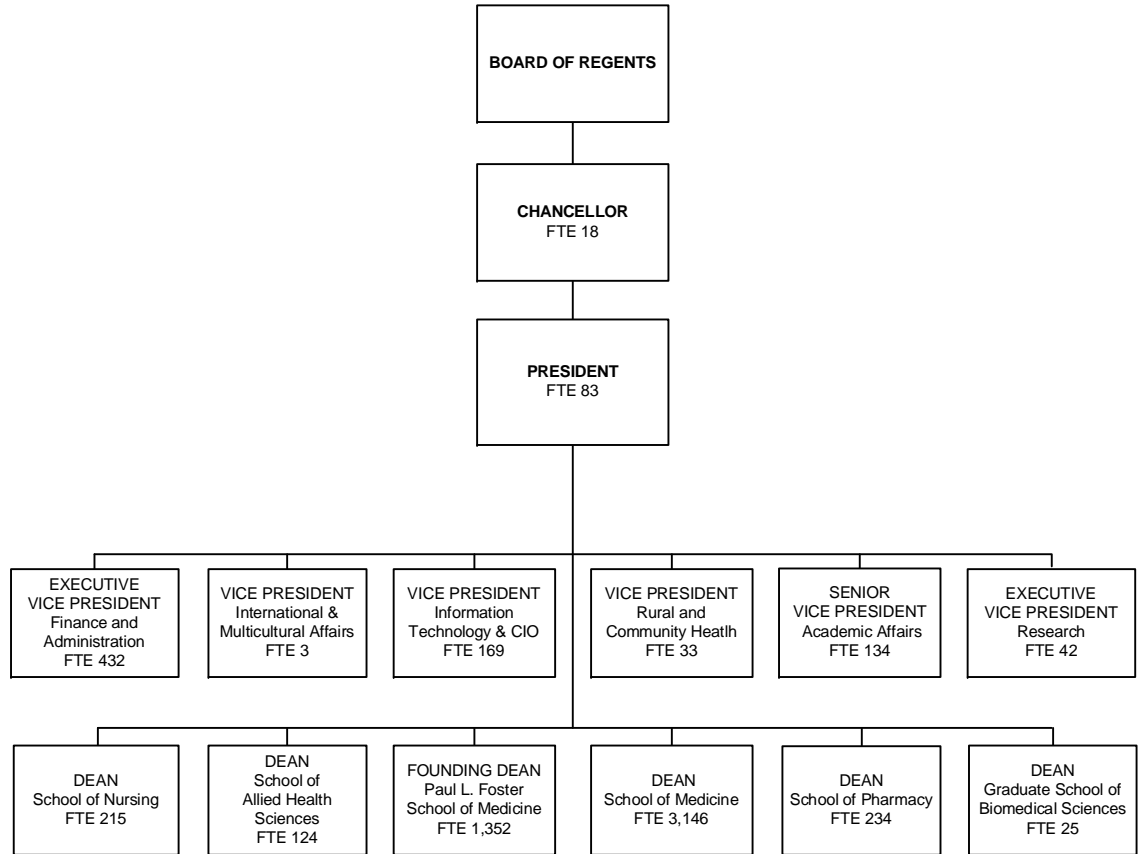 BOARD OF REGENTS
CHANCELLOR
FTE 18
PRESIDENT
FTE 83
EXECUTIVE
VICE PRESIDENT
Finance and
Administration
FTE 432
VICE PRESIDENT
International &
Multicultural Affairs
FTE 3
VICE PRESIDENT
Information
Technology & CIO
FTE 169
VICE PRESIDENT
Rural and
Community Heatlh
FTE 33
SENIOR
VICE PRESIDENT
Academic Affairs
FTE 134
EXECUTIVE
VICE PRESIDENT
Research
FTE 42
DEAN
School of Nursing
FTE 215
DEAN
School of
Allied Health
Sciences
FTE 124
FOUNDING DEAN
Paul L. Foster
School of Medicine
FTE 1,352
DEAN
School of Medicine
FTE 3,146
DEAN
School of Pharmacy
FTE 234
DEAN
Graduate School of
Biomedical Sciences
FTE 25